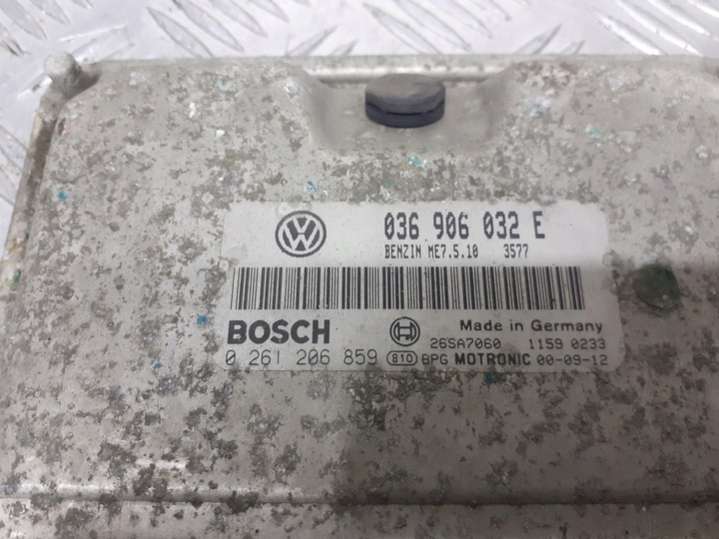 036 906 032 E
BENZIN ME7.5.10 3577
BOSCH Made in Germany
26SA7060 1159 0233
0 261 206 859 810 BPG MOTRONIC 00-09-12